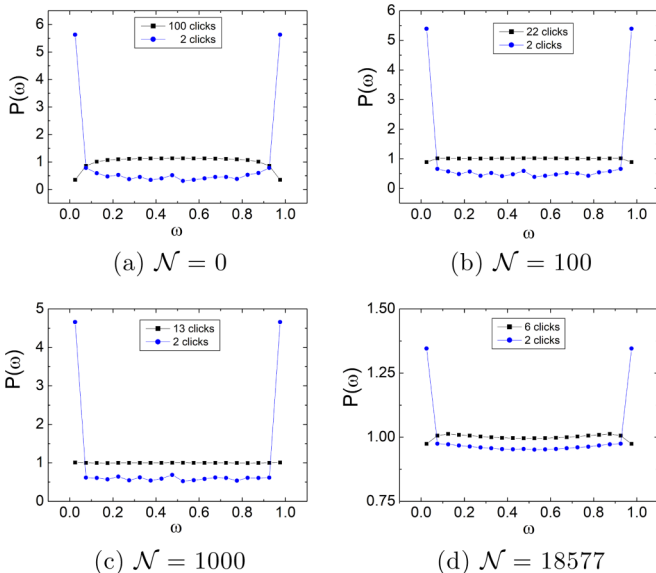 6
5
4
3
2
1
0
P(ω)
100 clicks
2 clicks
0.0 0.2 0.4 0.6 0.8 1.0
ω
(a) 𝒩 = 0
6
5
4
3
2
1
0
P(ω)
22 clicks
2 clicks
0.0 0.2 0.4 0.6 0.8 1.0
ω
(b) 𝒩 = 100
5
4
3
2
1
0
P(ω)
13 clicks
2 clicks
0.0 0.2 0.4 0.6 0.8 1.0
ω
(c) 𝒩 = 1000
1.50
1.25
1.00
0.75
P(ω)
6 clicks
2 clicks
0.0 0.2 0.4 0.6 0.8 1.0
ω
(d) 𝒩 = 18577